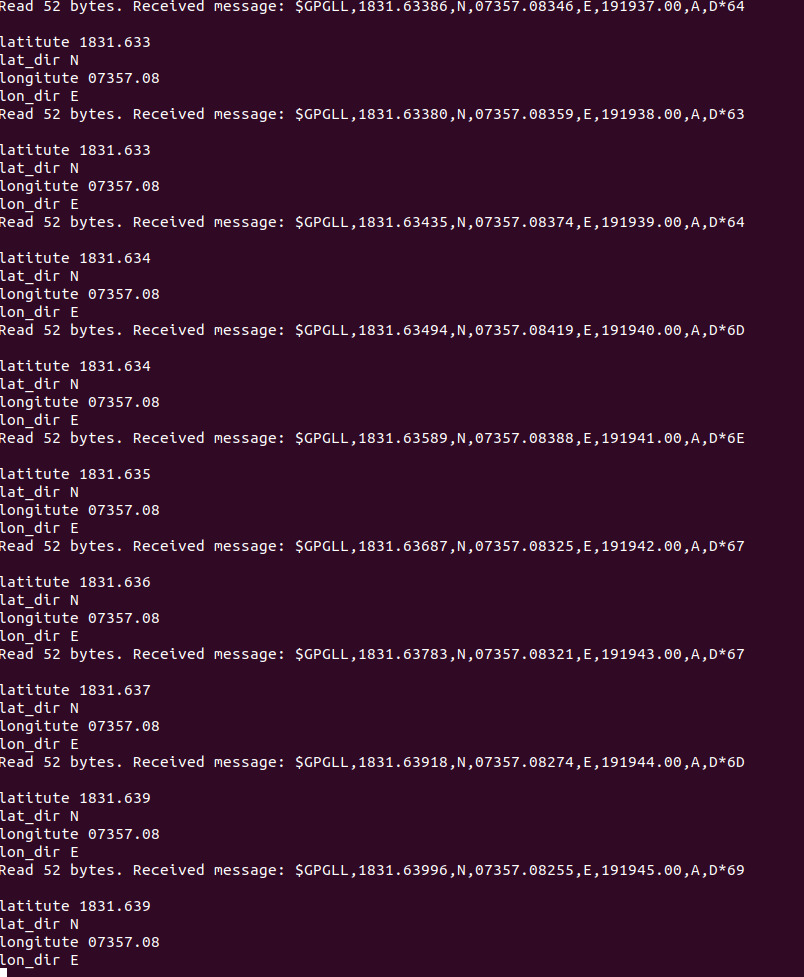 Read 52 bytes. Received message: $GPGLL,1831.63386,N,07357.08346,E,191937.00,A,D*64
latitute 1831.633
lat_dir N
longitute 07357.08
lon_dir E
Read 52 bytes. Received message: $GPGLL,1831.63380,N,07357.08359,E,191938.00,A,D*63
latitute 1831.633
lat_dir N
longitute 07357.08
lon_dir E
Read 52 bytes. Received message: $GPGLL,1831.63435,N,07357.08374,E,191939.00,A,D*64
latitute 1831.634
lat_dir N
longitute 07357.08
lon_dir E
Read 52 bytes. Received message: $GPGLL,1831.63494,N,07357.08419,E,191940.00,A,D*6D
latitute 1831.634
lat_dir N
longitute 07357.08
lon_dir E
Read 52 bytes. Received message: $GPGLL,1831.63589,N,07357.08388,E,191941.00,A,D*6E
latitute 1831.635
lat_dir N
longitute 07357.08
lon_dir E
Read 52 bytes. Received message: $GPGLL,1831.63687,N,07357.08325,E,191942.00,A,D*67
latitute 1831.636
lat_dir N
longitute 07357.08
lon_dir E
Read 52 bytes. Received message: $GPGLL,1831.63783,N,07357.08321,E,191943.00,A,D*67
latitute 1831.637
lat_dir N
longitute 07357.08
lon_dir E
Read 52 bytes. Received message: $GPGLL,1831.63918,N,07357.08274,E,191944.00,A,D*6D
latitute 1831.639
lat_dir N
longitute 07357.08
lon_dir E
Read 52 bytes. Received message: $GPGLL,1831.63996,N,07357.08255,E,191945.00,A,D*69
latitute 1831.639
lat_dir N
longitute 07357.08
lon_dir E